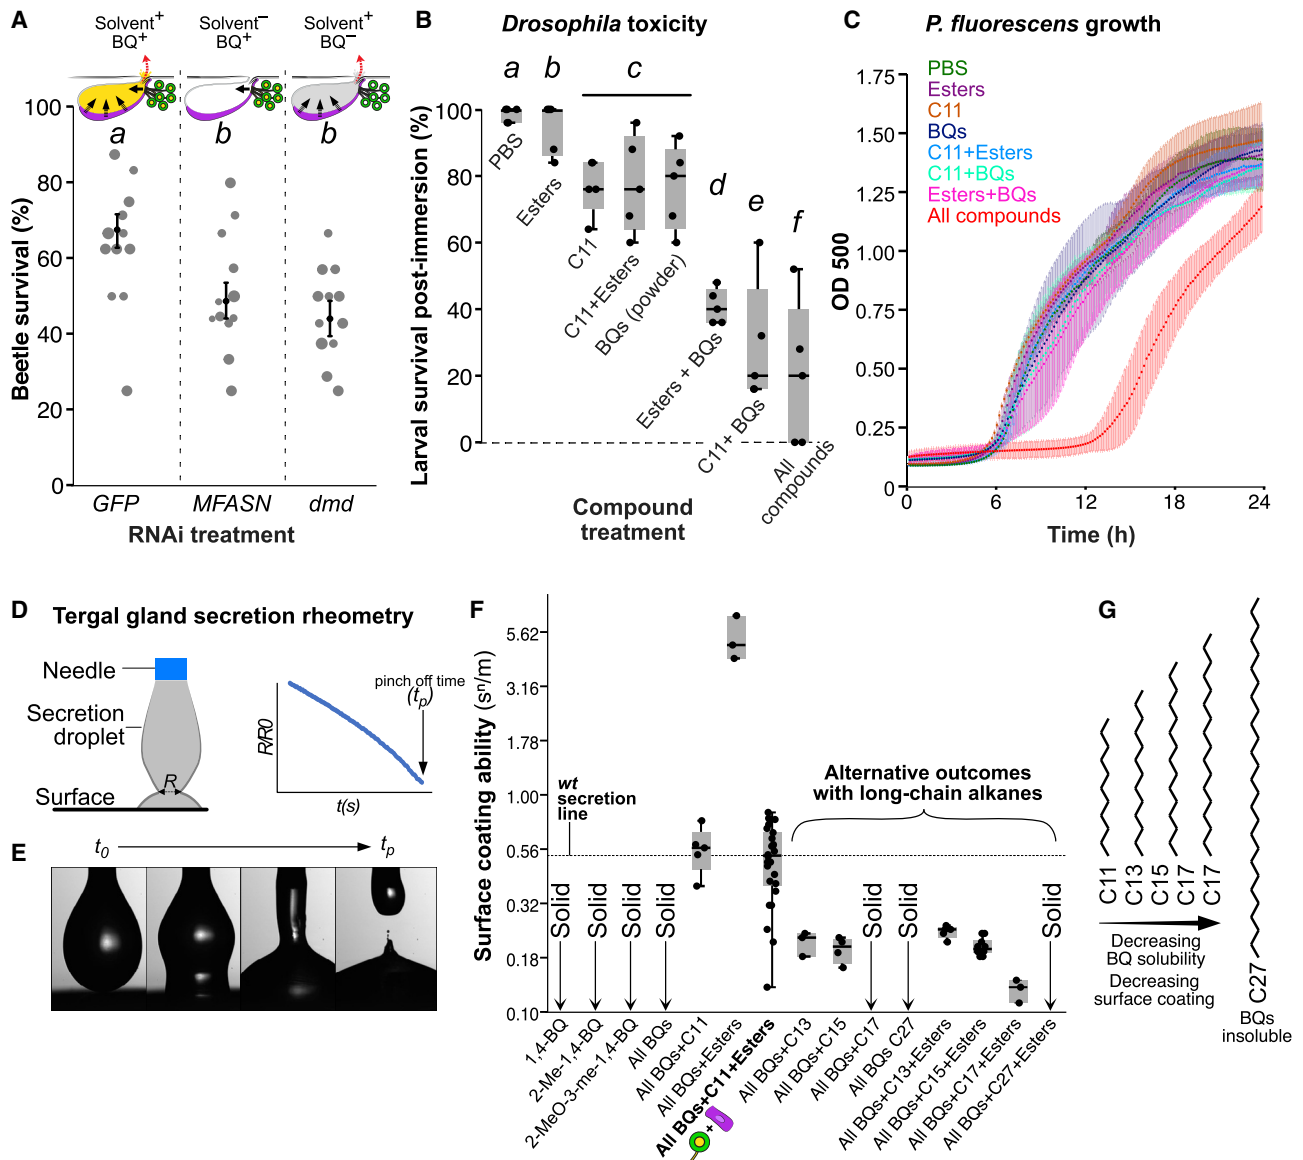 A
Solvent+
BQ+
Solvent−
BQ+
Solvent+
BQ−
a
b
b
Beetle survival (%)
100
80
60
40
20
0
GFP
MFASN
dmd
RNAi treatment
B
Drosophila toxicity
a
b
c
d
e
f
Larval survival post-immersion (%)
100
80
60
40
20
0
PBS
Esters
C11
C11+Esters
BQs (powder)
Esters + BQs
C11+ BQs
All
compounds
Compound
treatment
C
P. fluorescens growth
PBS
Esters
C11
BQs
C11+Esters
C11+BQs
Esters+BQs
All compounds
OD 500
1.75
1.50
1.25
1.00
0.75
0.50
0.25
0
0
6
12
18
24
Time (h)
D
Tergal gland secretion rheometry
Needle
Secretion
droplet
R
Surface
R/R0
t(s)
pinch off time
(tp)
E
t0
tp
F
Surface coating ability (sⁿ/m)
5.62
3.16
1.78
1.00
0.56
0.32
0.18
0.10
wt
secretion
line
Alternative outcomes
with long-chain alkanes
Solid
Solid
Solid
Solid
Solid
Solid
Solid
1,4-BQ
2-Me-1,4-BQ
2-MeO-3-me-1,4-BQ
All BQs
All BQs+C11
All BQs+Esters
All BQs+C11+Esters
All BQs+C13
All BQs+C15
All BQs+C17
All BQs C27
All BQs+C13+Esters
All BQs+C15+Esters
All BQs+C17+Esters
All BQs+C27+Esters
+
G
C11
C13
C15
C17
C17
C27
Decreasing
BQ solubility
Decreasing
surface coating
BQs
insoluble